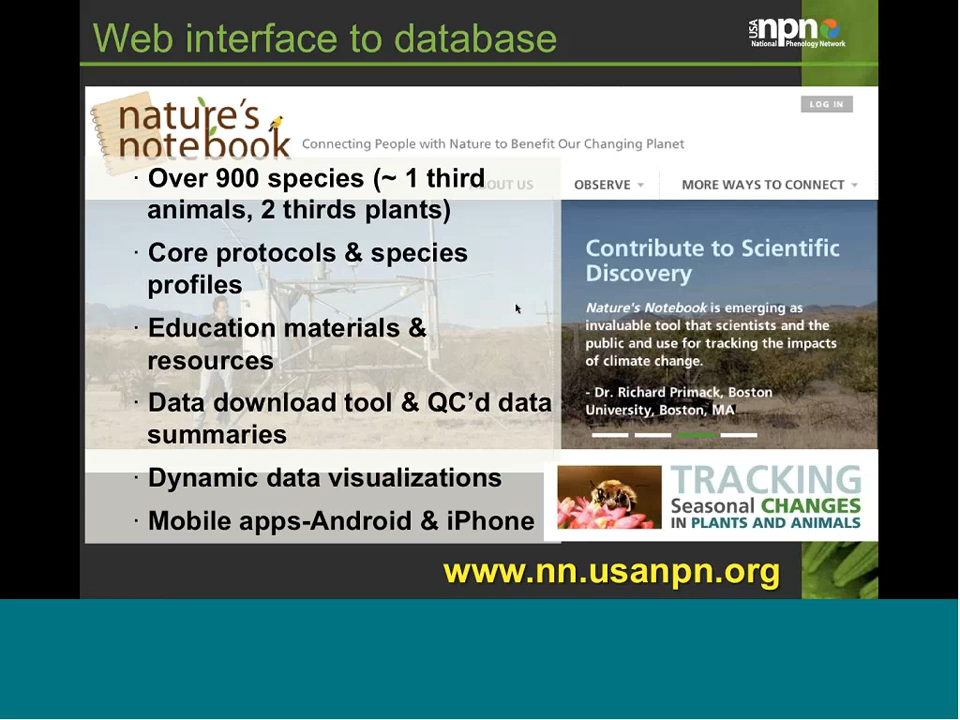 Web interface to database
USA npn
National Phenology Network
LOG IN
nature's
notebook
Connecting People with Nature to Benefit Our Changing Planet
ABOUT US
OBSERVE
MORE WAYS TO CONNECT
· Over 900 species (~ 1 third
animals, 2 thirds plants)
· Core protocols & species
profiles
· Education materials &
resources
· Data download tool & QC’d data
summaries
· Dynamic data visualizations
· Mobile apps-Android & iPhone
Contribute to Scientific
Discovery
Nature's Notebook is emerging as
invaluable tool that scientists and the
public and use for tracking the impacts
of climate change.
- Dr. Richard Primack, Boston
University, Boston, MA
TRACKING
Seasonal CHANGES
IN PLANTS AND ANIMALS
www.nn.usanpn.org